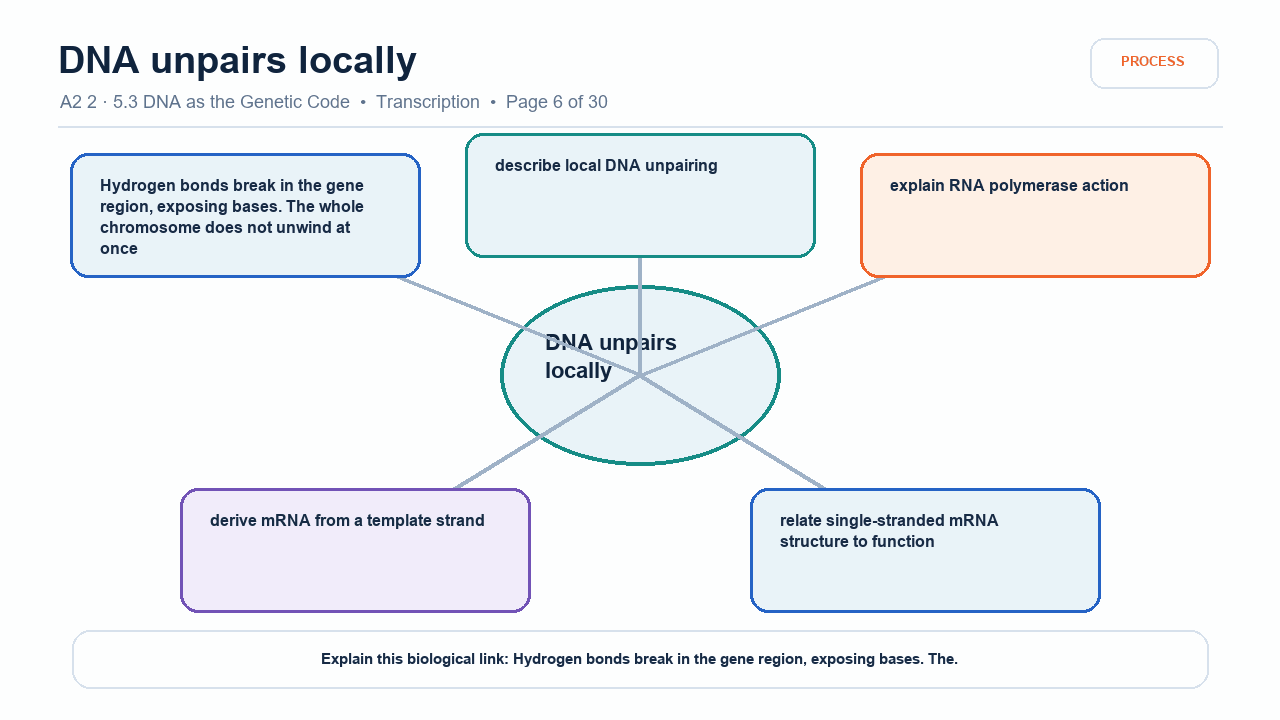 DNA unpairs locally
PROCESS
A2 2 · 5.3 DNA as the Genetic Code • Transcription • Page 6 of 30
Hydrogen bonds break in the gene
region, exposing bases. The whole
chromosome does not unwind at
once
describe local DNA unpairing
explain RNA polymerase action
DNA unpairs
locally
derive mRNA from a template strand
relate single-stranded mRNA
structure to function
Explain this biological link: Hydrogen bonds break in the gene region, exposing bases. The.